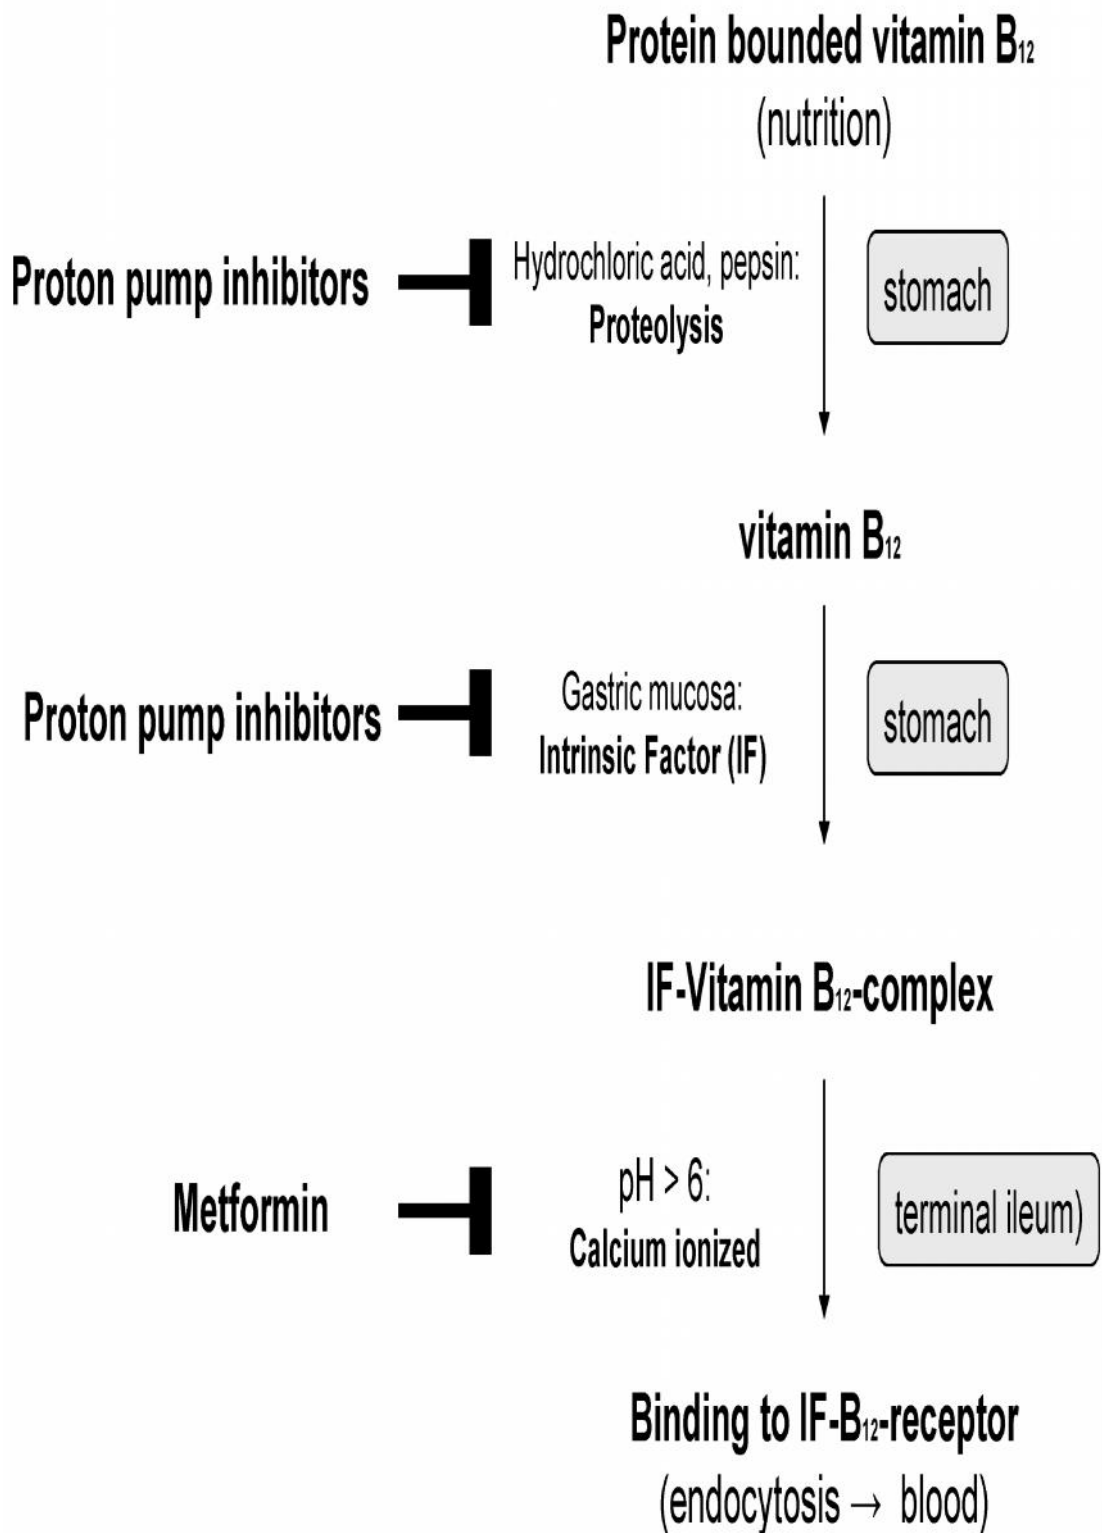 Protein bounded vitamin B12
(nutrition)
Proton pump inhibitors
Hydrochloric acid, pepsin:
Proteolysis
stomach
vitamin B12
Proton pump inhibitors
Gastric mucosa:
Intrinsic Factor (IF)
stomach
IF-Vitamin B12-complex
Metformin
pH > 6:
Calcium ionized
terminal ileum)
Binding to IF-B12-receptor
(endocytosis → blood)